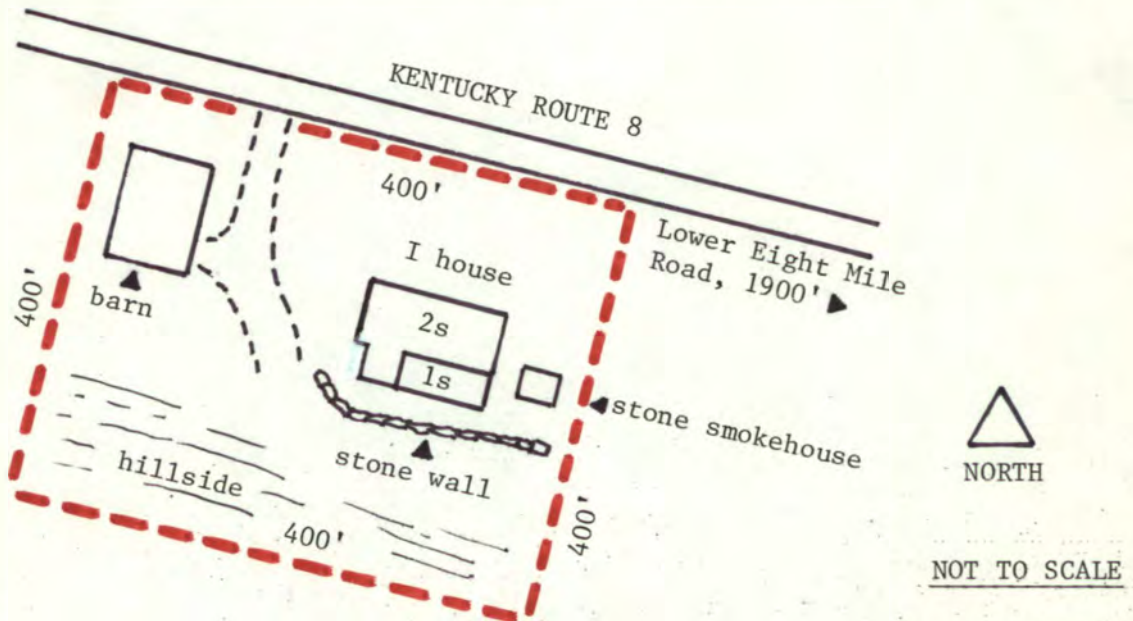 KENTUCKY ROUTE 8
400'
Lower Eight Mile
Road, 1900'
I house
2s
1s
barn
400'
stone smokehouse
stone wall
hillside
400'
400'
NORTH
NOT TO SCALE